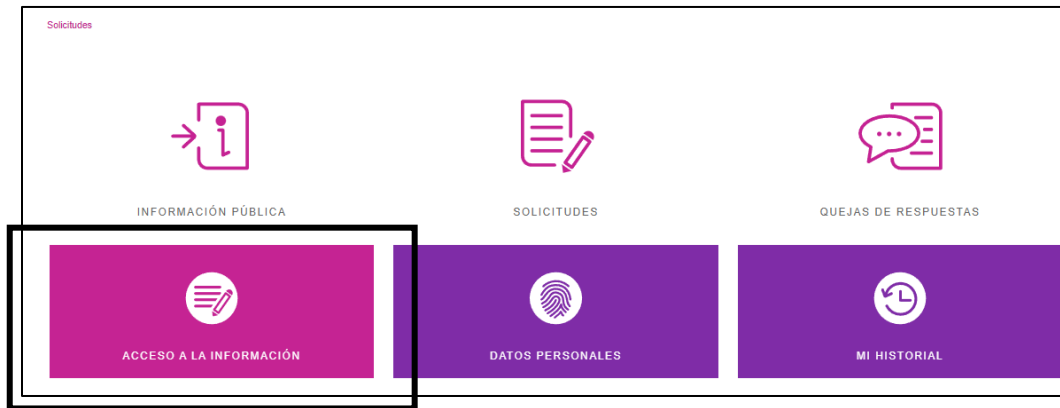 Solicitudes
INFORMACIÓN PÚBLICA
SOLICITUDES
QUEJAS DE RESPUESTAS
ACCESO A LA INFORMACIÓN
DATOS PERSONALES
MI HISTORIAL